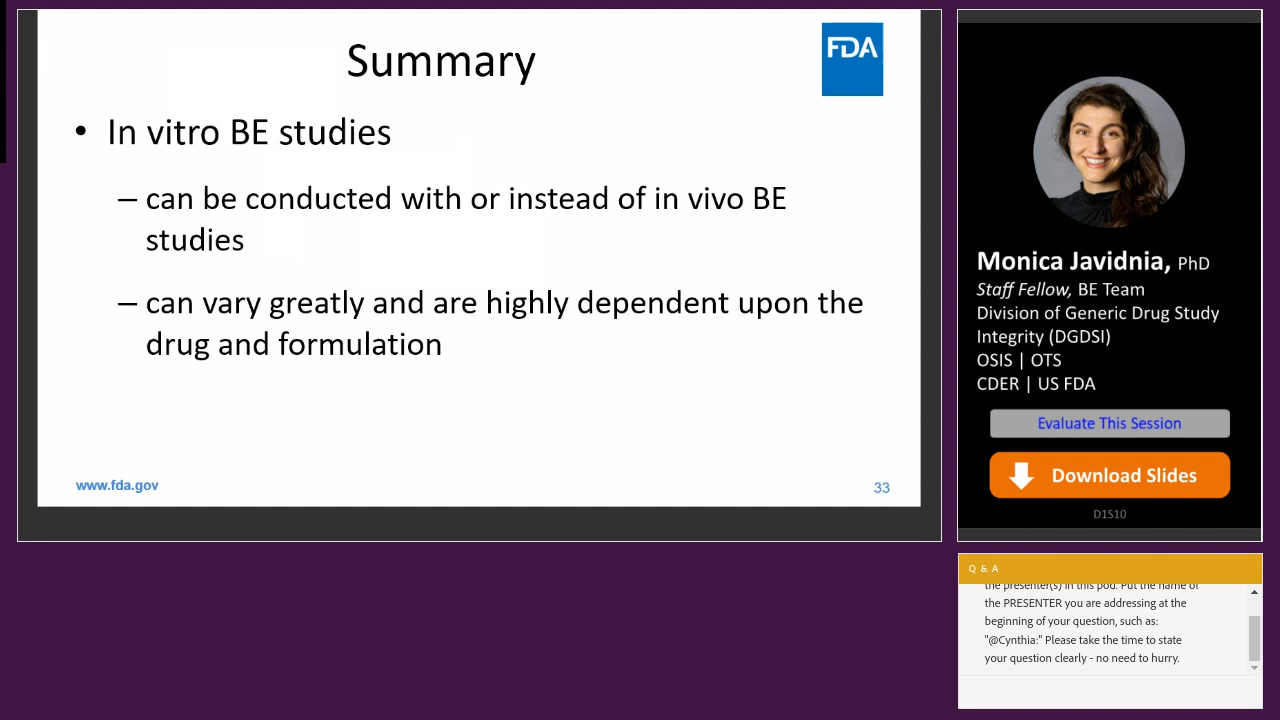 Summary
FDA
• In vitro BE studies
– can be conducted with or instead of in vivo BE
studies
– can vary greatly and are highly dependent upon the
drug and formulation
www.fda.gov
33
Monica Javidnia, PhD
Staff Fellow, BE Team
Division of Generic Drug Study
Integrity (DGDSI)
OSIS | OTS
CDER | US FDA
Evaluate This Session
Download Slides
D1S10
Q & A
the presenter(s) in this pod. Put the name of
the PRESENTER you are addressing at the
beginning of your question, such as:
"@Cynthia:" Please take the time to state
your question clearly - no need to hurry.